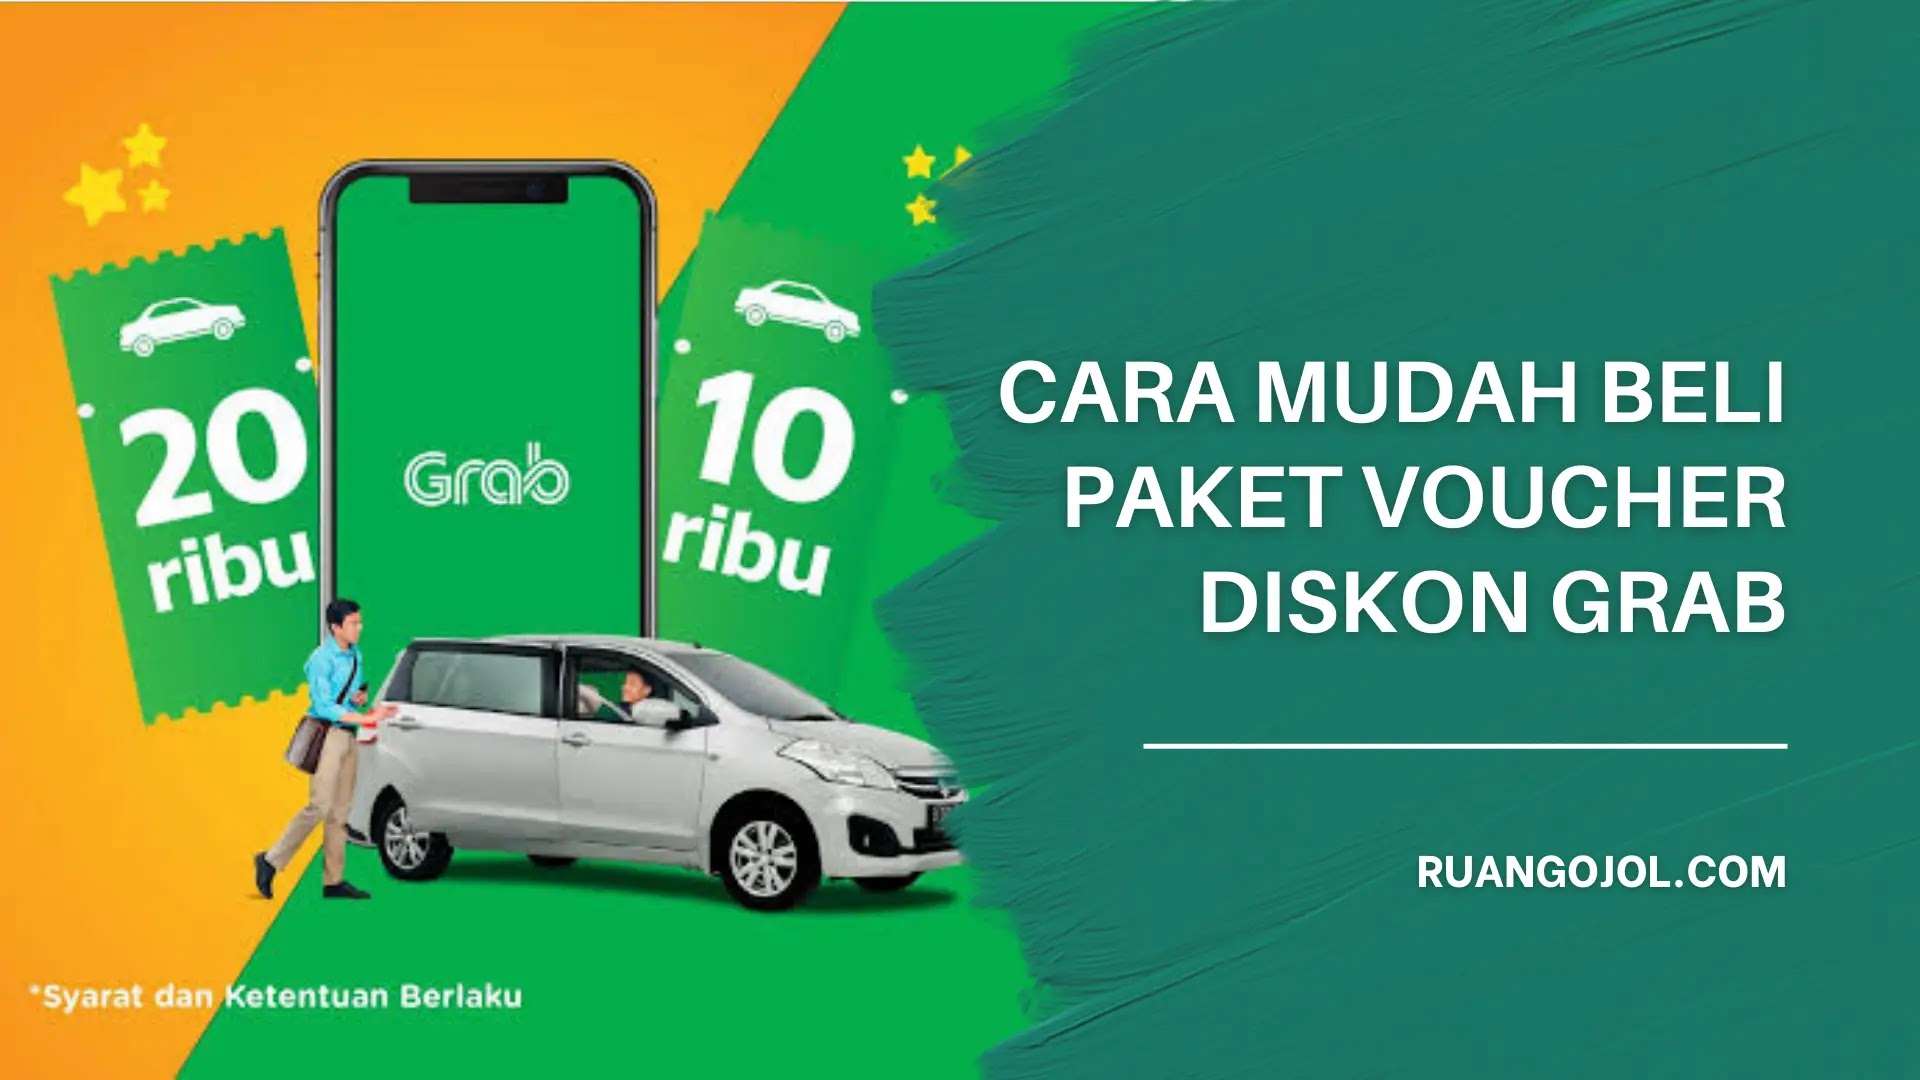 20
ribu
Grab
10
ribu
CARA MUDAH BELI
PAKET VOUCHER
DISKON GRAB
RUANGOJOL.COM
*Syarat dan Ketentuan Berlaku